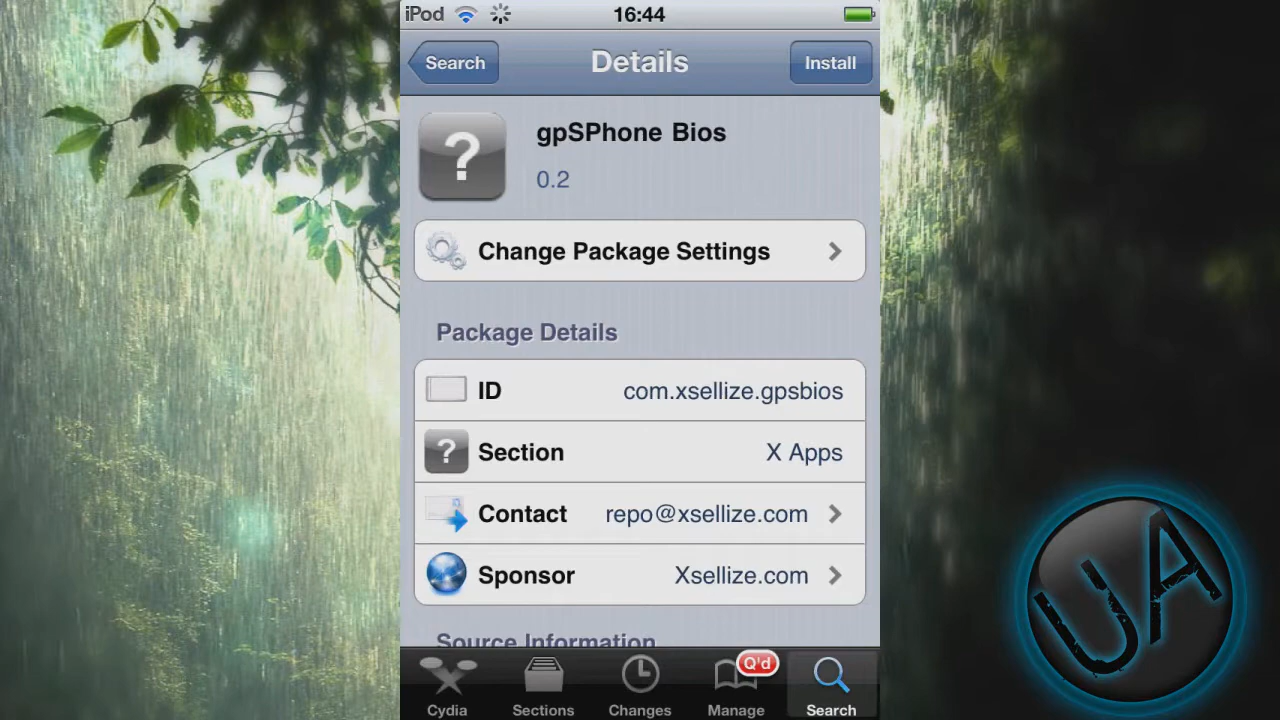 iPod 16:44
Search Details Install
gpSPhone Bios
0.2
Change Package Settings
Package Details
ID com.xsellize.gpsbios
Section X Apps
Contact repo@xsellize.com
Sponsor Xsellize.com
Source Information
Q'd
Cydia Sections Changes Manage Search
UA